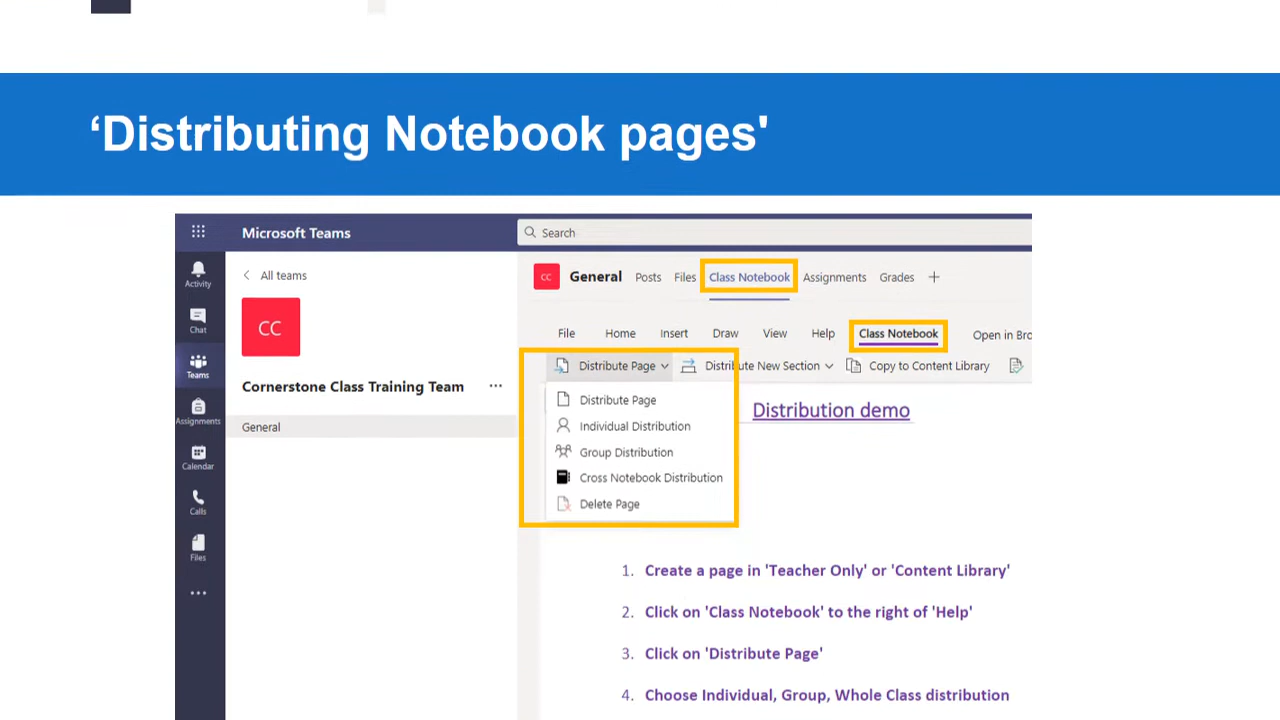 ‘Distributing Notebook pages'
Microsoft Teams
Search
Activity
Chat
Teams
Assignments
Calendar
Calls
Files
All teams
CC
Cornerstone Class Training Team
General
CC General Posts Files Class Notebook Assignments Grades
File Home Insert Draw View Help Class Notebook Open in Bro
Distribute Page Distribute New Section Copy to Content Library
Distribute Page
Individual Distribution
Group Distribution
Cross Notebook Distribution
Delete Page
Distribution demo
1. Create a page in 'Teacher Only' or 'Content Library'
2. Click on 'Class Notebook' to the right of 'Help'
3. Click on 'Distribute Page'
4. Choose Individual, Group, Whole Class distribution